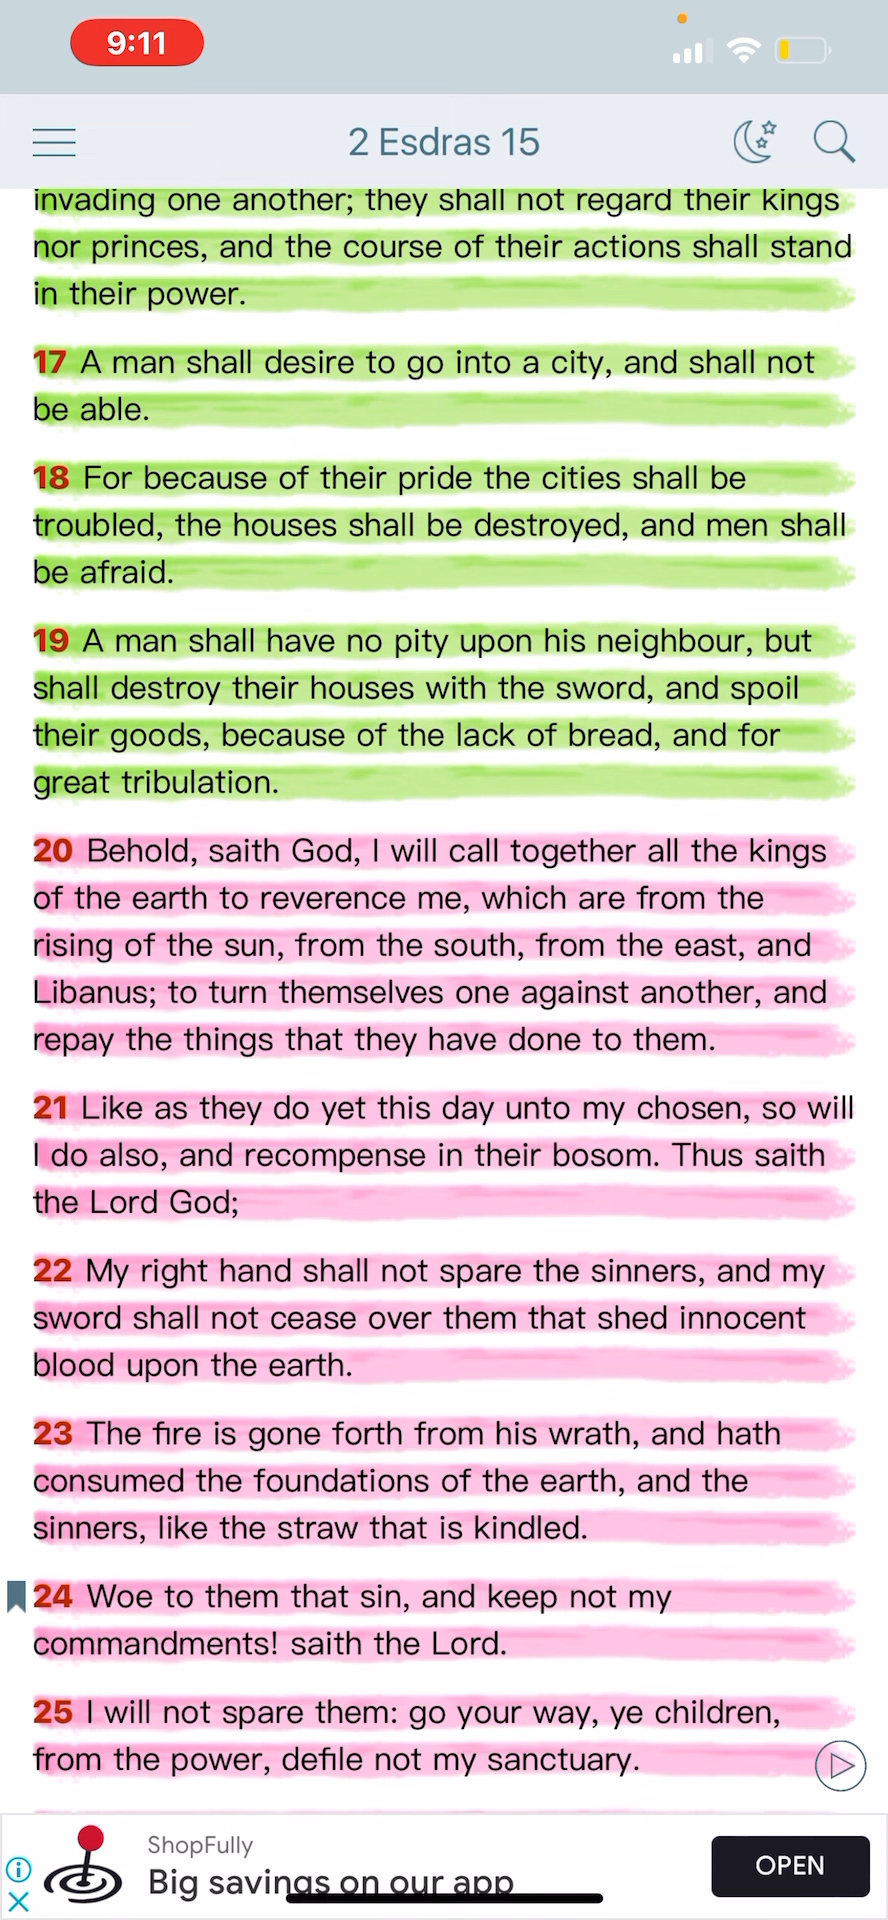 9:11
2 Esdras 15
invading one another; they shall not regard their kings
nor princes, and the course of their actions shall stand
in their power.
17 A man shall desire to go into a city, and shall not
be able.
18 For because of their pride the cities shall be
troubled, the houses shall be destroyed, and men shall
be afraid.
19 A man shall have no pity upon his neighbour, but
shall destroy their houses with the sword, and spoil
their goods, because of the lack of bread, and for
great tribulation.
20 Behold, saith God, I will call together all the kings
of the earth to reverence me, which are from the
rising of the sun, from the south, from the east, and
Libanus; to turn themselves one against another, and
repay the things that they have done to them.
21 Like as they do yet this day unto my chosen, so will
I do also, and recompense in their bosom. Thus saith
the Lord God;
22 My right hand shall not spare the sinners, and my
sword shall not cease over them that shed innocent
blood upon the earth.
23 The fire is gone forth from his wrath, and hath
consumed the foundations of the earth, and the
sinners, like the straw that is kindled.
24 Woe to them that sin, and keep not my
commandments! saith the Lord.
25 I will not spare them: go your way, ye children,
from the power, defile not my sanctuary.
ShopFully
Big savings on our app
OPEN